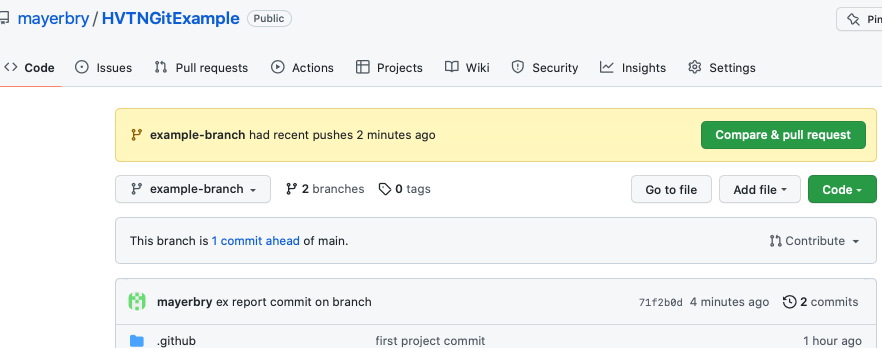 mayerbry / HVTNGitExample Public
Pin
Code Issues Pull requests Actions Projects Wiki Security Insights Settings
example-branch had recent pushes 2 minutes ago
Compare & pull request
example-branch 2 branches 0 tags Go to file Add file Code
This branch is 1 commit ahead of main. Contribute
mayerbry ex report commit on branch 71f2b0d 4 minutes ago 2 commits
.github first project commit 1 hour ago